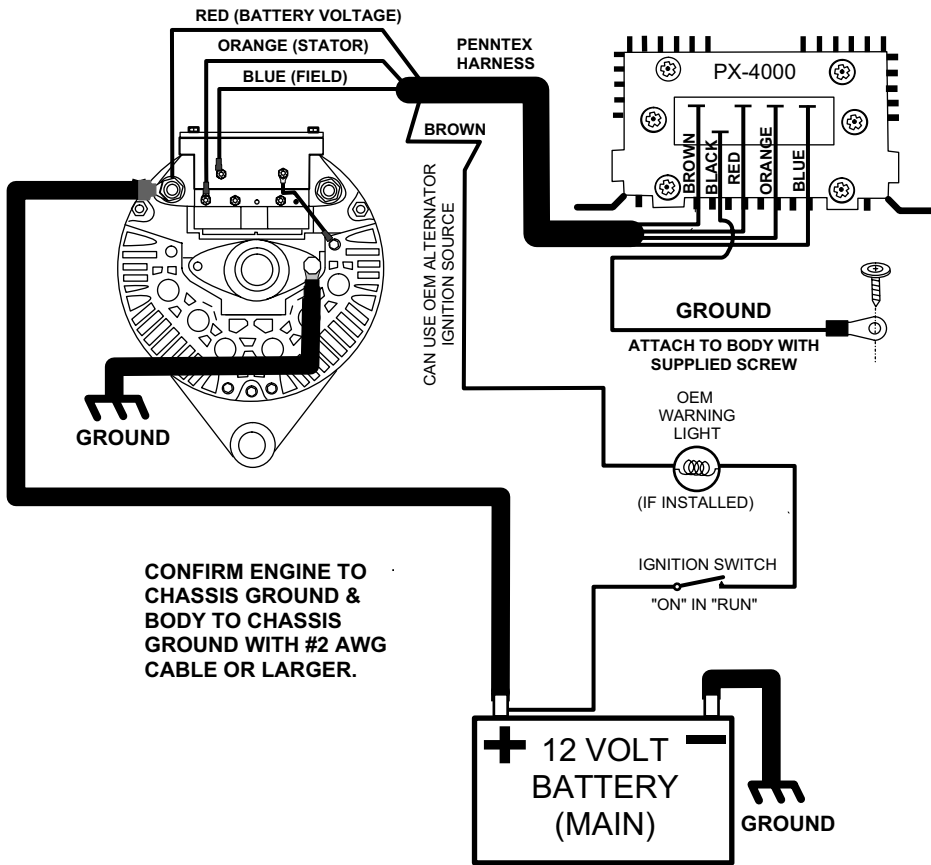 RED (BATTERY VOLTAGE)
ORANGE (STATOR)
BLUE (FIELD)
PENNTEX
HARNESS
BROWN
PX-4000
BROWN
BLACK
RED
ORANGE
BLUE
CAN USE OEM ALTERNATOR
IGNITION SOURCE
GROUND
ATTACH TO BODY WITH
SUPPLIED SCREW
GROUND
OEM
WARNING
LIGHT
(IF INSTALLED)
IGNITION SWITCH
"ON" IN "RUN"
CONFIRM ENGINE TO
CHASSIS GROUND &
BODY TO CHASSIS
GROUND WITH #2 AWG
CABLE OR LARGER.
+ 12 VOLT −
BATTERY
(MAIN)
GROUND